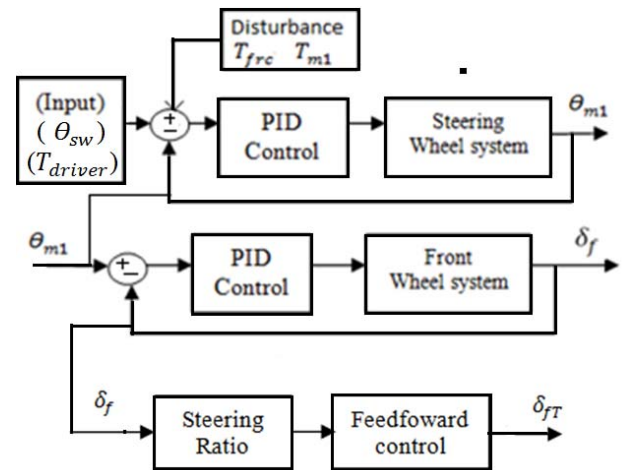 Disturbance
T_frc T_m1
(Input)
( θ_sw)
(T_driver)
±
−
PID
Control
Steering
Wheel system
θ_m1
θ_m1
+
−
PID
Control
Front
Wheel system
δ_f
δ_f
Steering
Ratio
Feedfoward
control
δ_fT